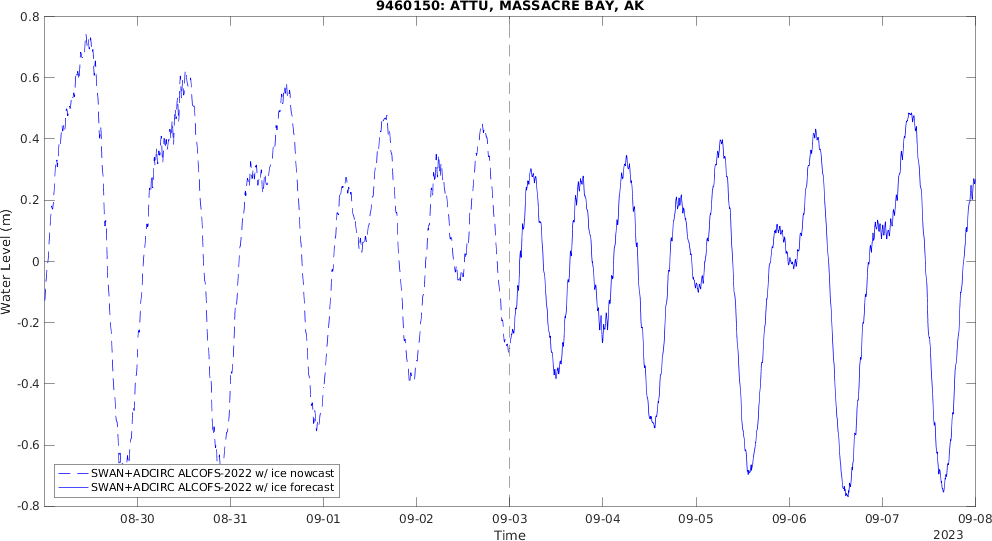 9460150: ATTU, MASSACRE BAY, AK
0.8
0.6
0.4
0.2
0
-0.2
-0.4
-0.6
-0.8
Water Level (m)
SWAN+ADCIRC ALCOFS-2022 w/ ice nowcast
SWAN+ADCIRC ALCOFS-2022 w/ ice forecast
08-30 08-31 09-01 09-02 09-03 09-04 09-05 09-06 09-07 09-08
Time
2023